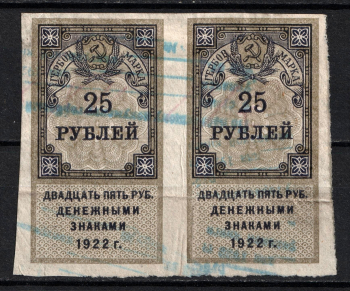 ГЕРБОВАЯ МАРКА
25
РУБЛЕЙ
ДВАДЦАТЬ ПЯТЬ РУБ.
ДЕНЕЖНЫМИ
ЗНАКАМИ
1922 г.
ГЕРБОВАЯ МАРКА
25
РУБЛЕЙ
ДВАДЦАТЬ ПЯТЬ РУБ.
ДЕНЕЖНЫМИ
ЗНАКАМИ
1922 г.